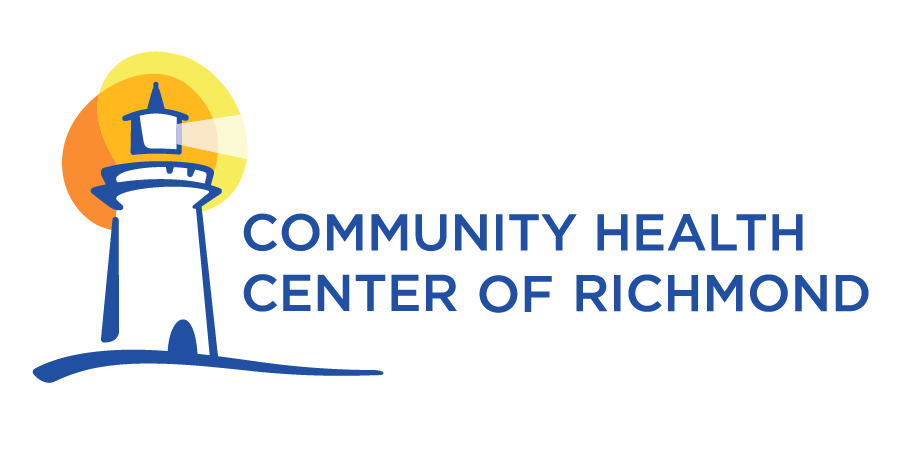 COMMUNITY HEALTH
CENTER OF RICHMOND